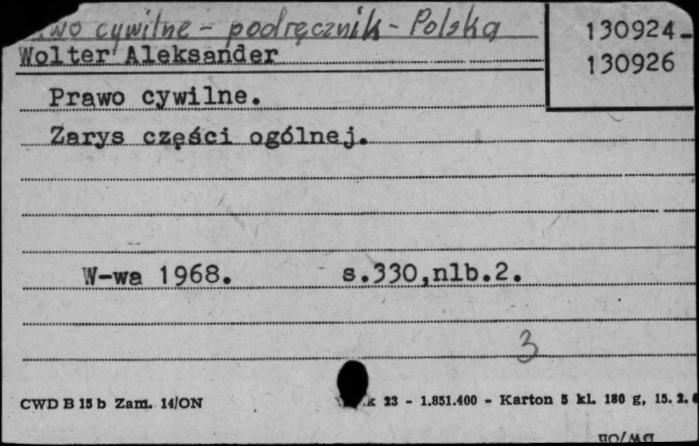 cywilne - podręcznik - Polska
130924-
130926
Wolter Aleksander
Prawo cywilne.
Zarys części ogólnej.
W-wa 1968. s.330,nlb.2.
3
CWD B 15 b Zam. 14/ON 23 - 1.851.400 - Karton 5 kl. 180 g, 15. 2. 6